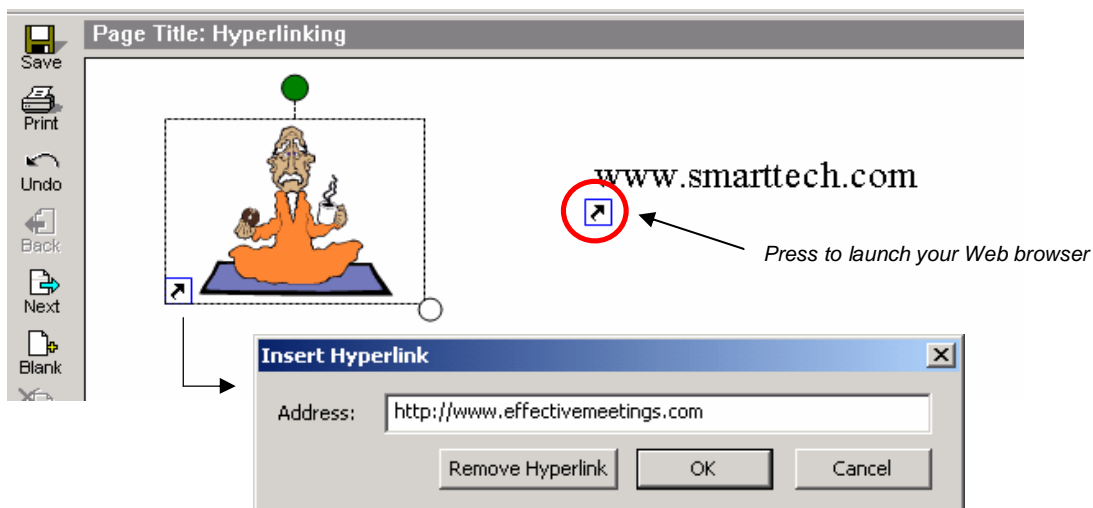 Page Title: Hyperlinking
Save
Print
Undo
Back
Next
Blank
www.smarttech.com
Press to launch your Web browser
Insert Hyperlink
Address: http://www.effectivemeetings.com
Remove Hyperlink OK Cancel